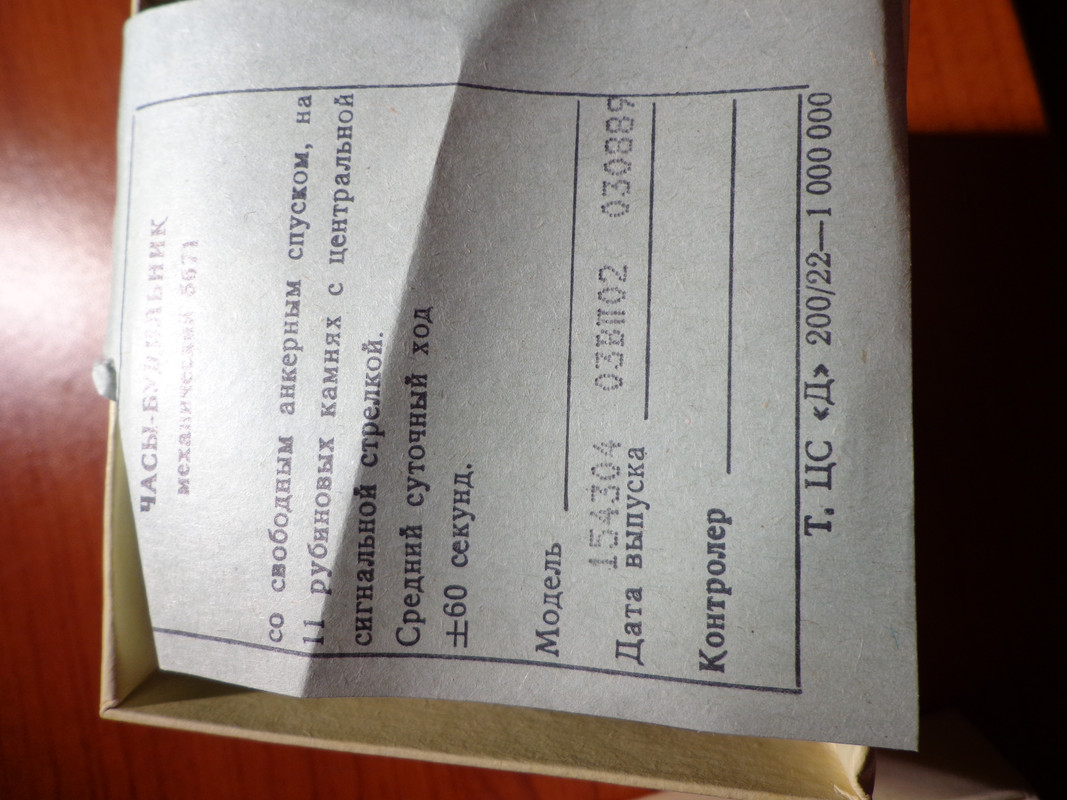 ЧАСЫ-БУДИЛЬНИК
механический 5671
со свободным анкерным спуском, на
11 рубиновых камнях с центральной
сигнальной стрелкой.
Средний суточный ход
±60 секунд.
Модель
154304 03ВП02 030889
Дата выпуска
Контролер
Т. ЦС «Д» 200/22—1 000 000